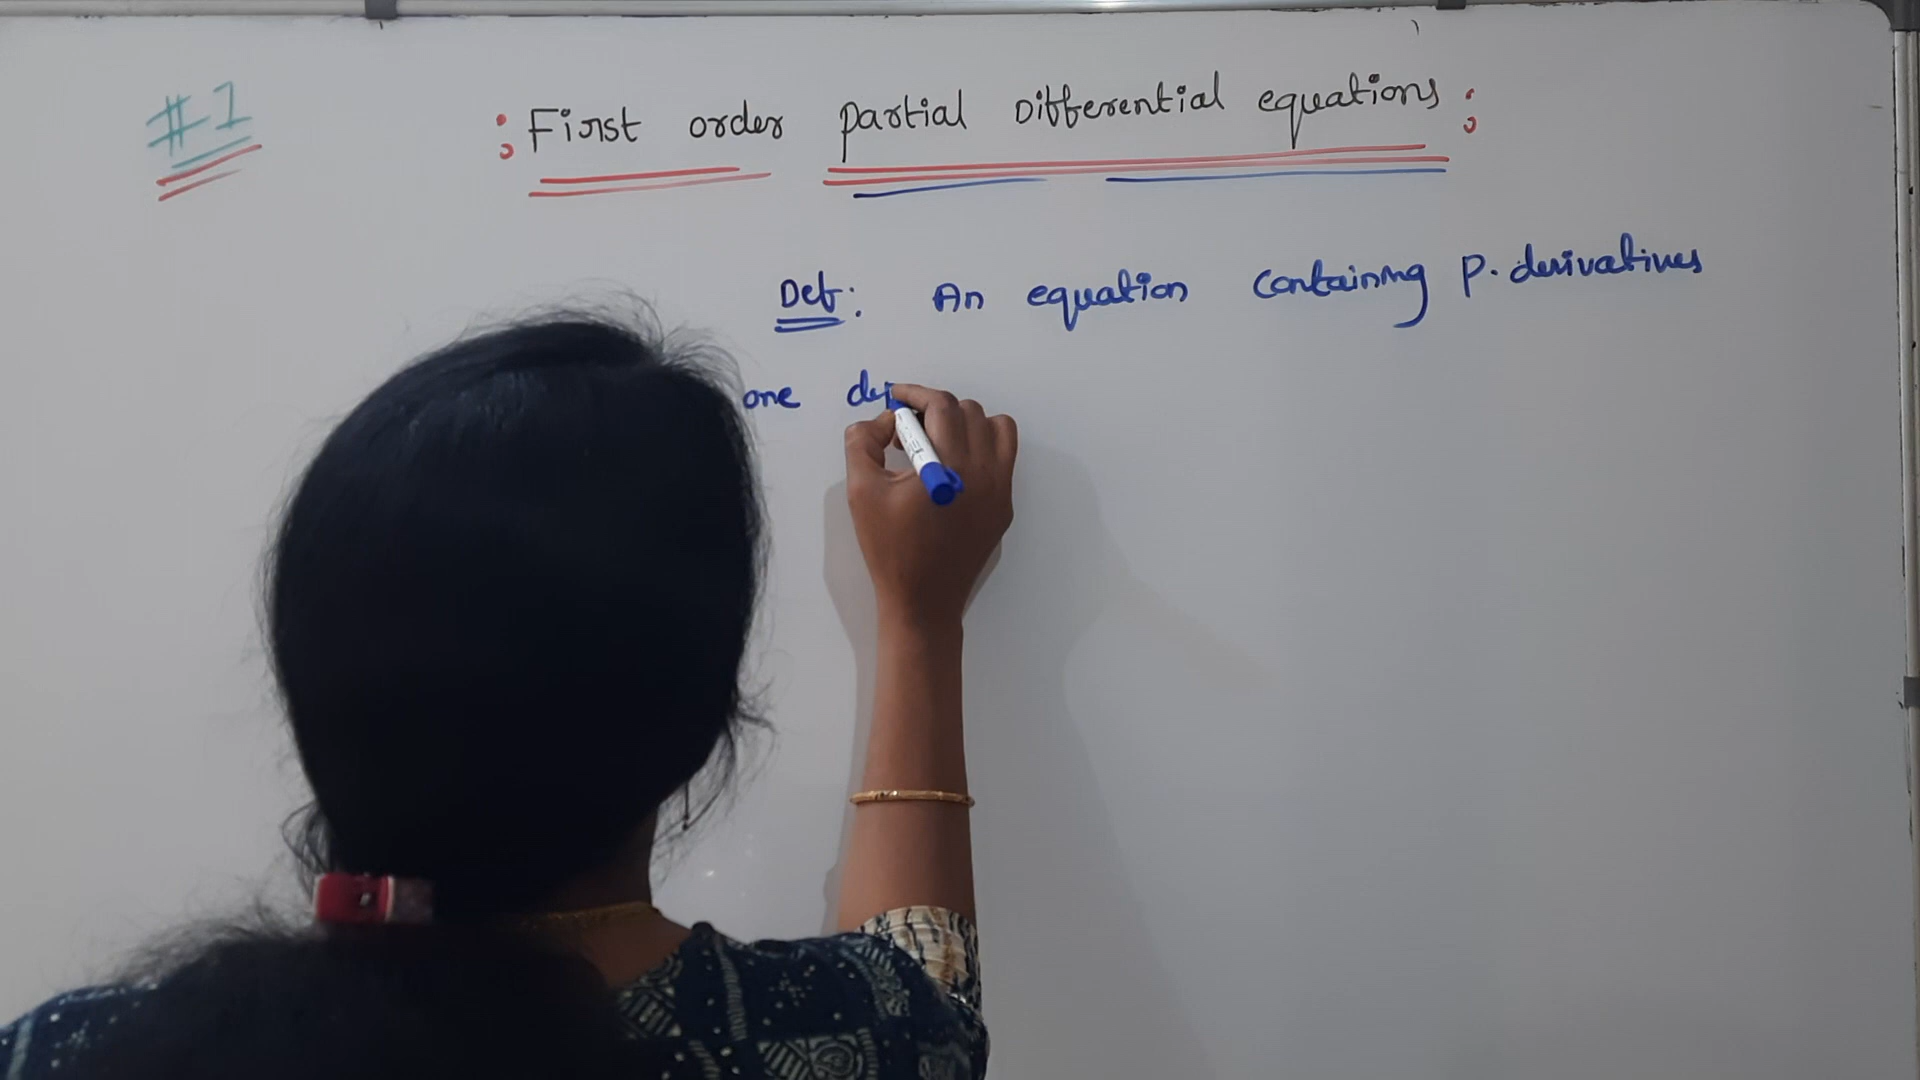 #1
: First order partial Differential equations :
Def: An equation containing p. derivatives
one